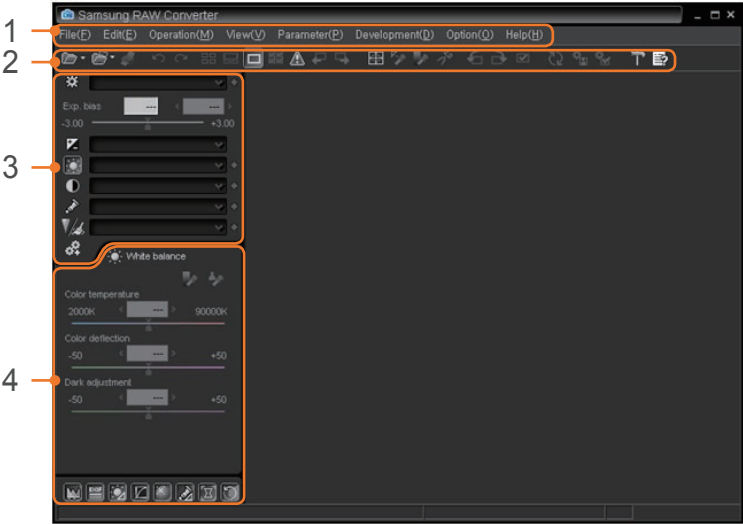 Samsung RAW Converter
1 File(F) Edit(E) Operation(M) View(V) Parameter(P) Development(D) Option(O) Help(H)
2
Exp. bias --- ---
-3.00 +3.00
3
White balance
Color temperature
2000K --- 90000K
Color deflection
-50 --- +50
4 Dark adjustment
-50 --- +50